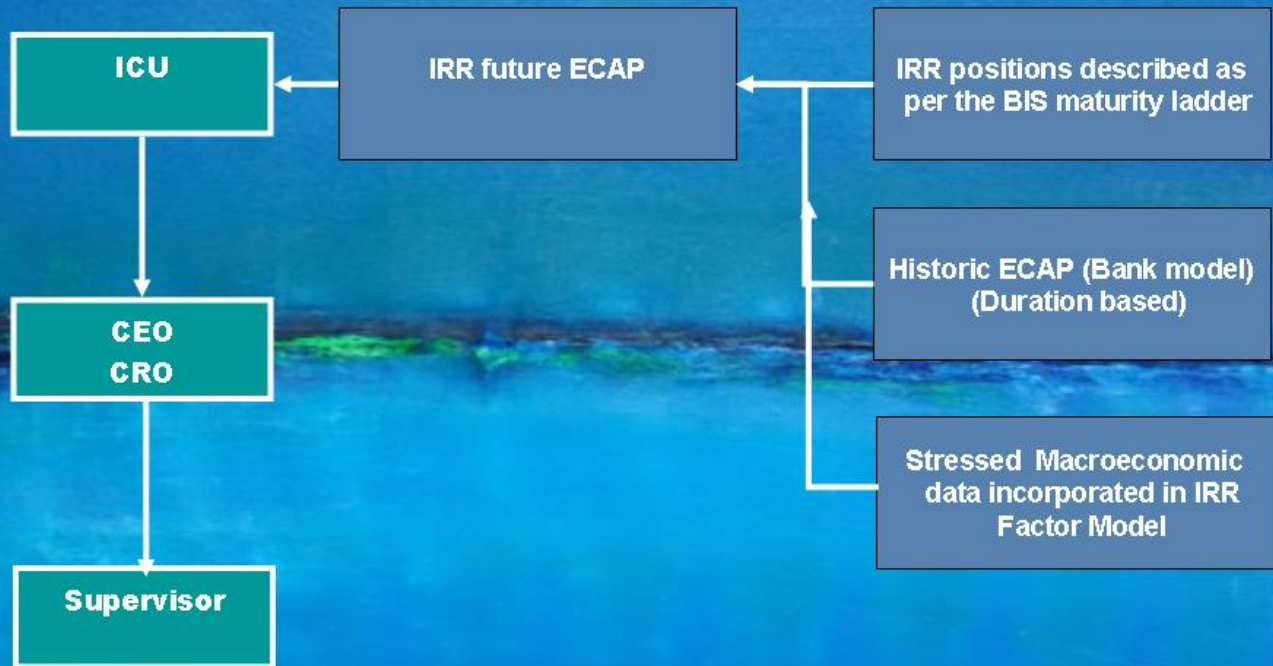 ICU
IRR future ECAP
IRR positions described as
per the BIS maturity ladder
Historic ECAP (Bank model)
(Duration based)
CEO
CRO
Stressed Macroeconomic
data incorporated in IRR
Factor Model
Supervisor